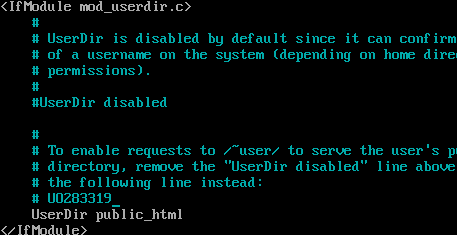 <IfModule mod_userdir.c>
#
# UserDir is disabled by default since it can confirm
# of a username on the system (depending on home direc
# permissions).
#
#UserDir disabled
#
# To enable requests to /~user/ to serve the user's p
# directory, remove the "UserDir disabled" line above
# the following line instead:
# UO283319_
UserDir public_html
</IfModule>